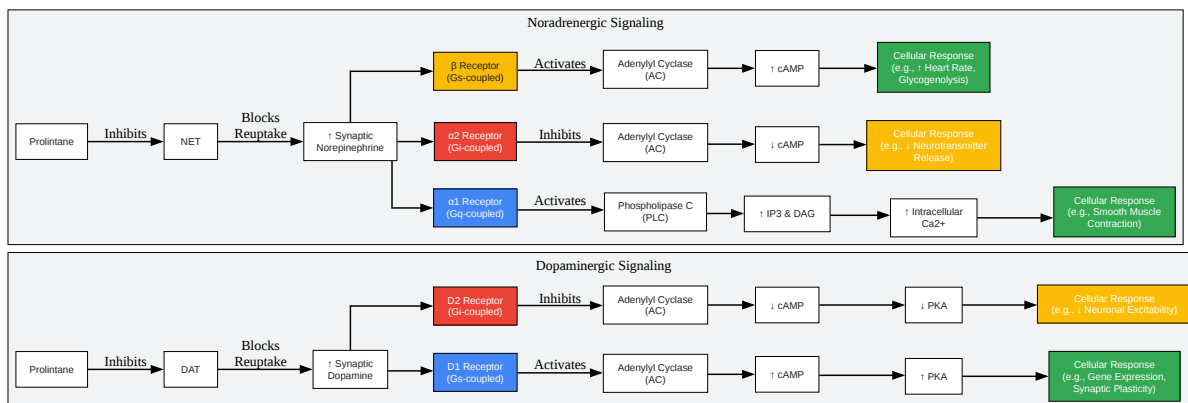 Noradrenergic Signaling
β Receptor
(Gs-coupled)
Activates
Adenylyl Cyclase
(AC)
↑ cAMP
Cellular Response
(e.g., ↑ Heart Rate,
Glycogenolysis)
Prolintane
Inhibits
NET
Blocks
Reuptake
↑ Synaptic
Norepinephrine
α2 Receptor
(Gi-coupled)
Inhibits
Adenylyl Cyclase
(AC)
↓ cAMP
Cellular Response
(e.g., ↓ Neurotransmitter
Release)
α1 Receptor
(Gq-coupled)
Activates
Phospholipase C
(PLC)
↑ IP3 & DAG
↑ Intracellular
Ca2+
Cellular Response
(e.g., Smooth Muscle
Contraction)
Dopaminergic Signaling
D2 Receptor
(Gi-coupled)
Inhibits
Adenylyl Cyclase
(AC)
↓ cAMP
↓ PKA
Cellular Response
(e.g., ↓ Neuronal Excitability)
Prolintane
Inhibits
DAT
Blocks
Reuptake
↑ Synaptic
Dopamine
D1 Receptor
(Gs-coupled)
Activates
Adenylyl Cyclase
(AC)
↑ cAMP
↑ PKA
Cellular Response
(e.g., Gene Expression,
Synaptic Plasticity)